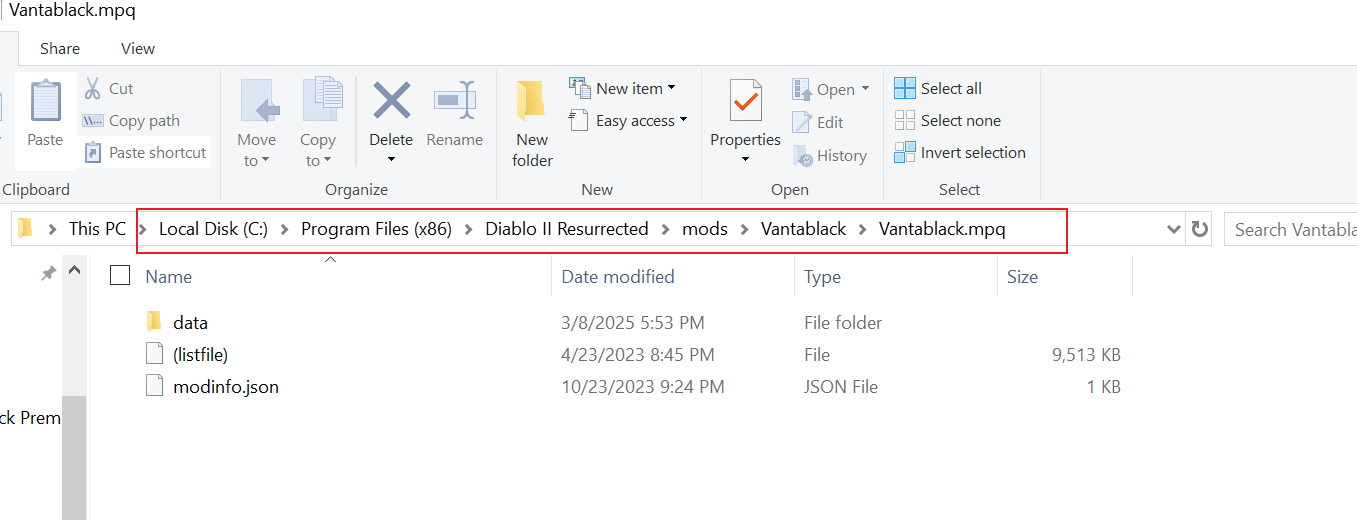 Vantablack.mpq
Share View
Cut
Copy path
Paste shortcut
Paste
Clipboard
Move to
Copy to
Delete
Rename
Organize
New folder
New item
Easy access
New
Properties
Open
Edit
History
Open
Select all
Select none
Invert selection
Select
This PC Local Disk (C:) Program Files (x86) Diablo II Resurrected mods Vantablack Vantablack.mpq Search Vantabla
Name Date modified Type Size
data 3/8/2025 5:53 PM File folder
(listfile) 4/23/2023 8:45 PM File 9,513 KB
modinfo.json 10/23/2023 9:24 PM JSON File 1 KB
ck Prem